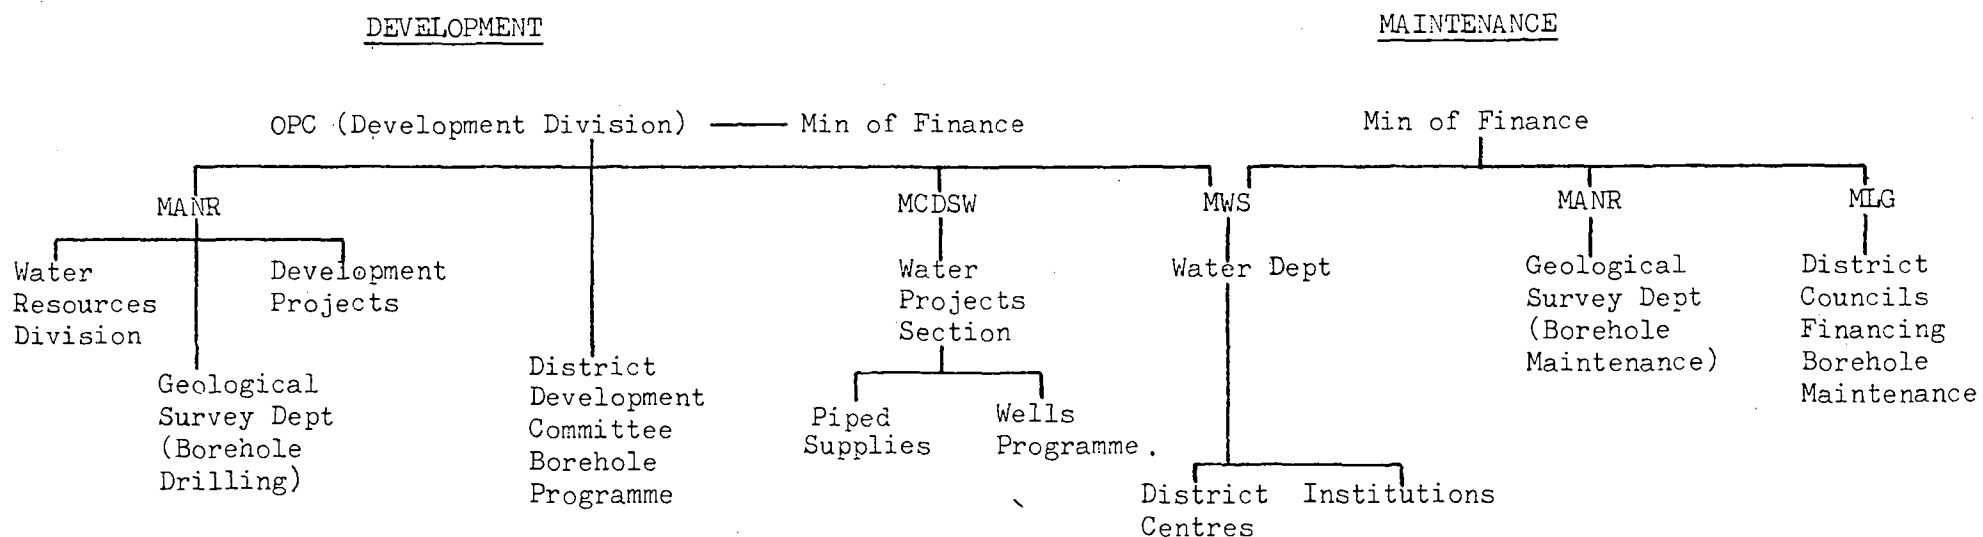 DEVELOPMENT
MAINTENANCE
OPC (Development Division)
Min of Finance
Min of Finance
MANR
MCDSW
MWS
MANR
MLG
Water
Resources
Division
Development
Projects
Geological
Survey Dept
(Borehole
Drilling)
District
Development
Committee
Borehole
Programme
Water
Projects
Section
Piped
Supplies
Wells
Programme.
Water Dept
District
Centres
Institutions
Geological
Survey Dept
(Borehole
Maintenance)
District
Councils
Financing
Borehole
Maintenance